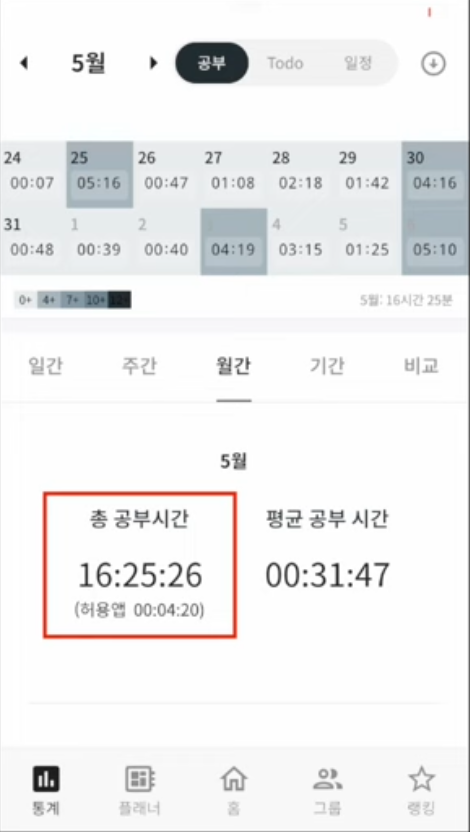 5월 공부 Todo 일정
24 25 26 27 28 29 30
00:07 05:16 00:47 01:08 02:18 01:42 04:16
31 1 2 4 5
00:48 00:39 00:40 04:19 03:15 01:25 05:10
0+ 4+ 7+ 10+ 12+ 5월: 16시간 25분
일간 주간 월간 기간 비교
5월
총 공부시간 평균 공부 시간
16:25:26 00:31:47
(허용앱 00:04:20)
통계 플래너 홈 그룹 랭킹